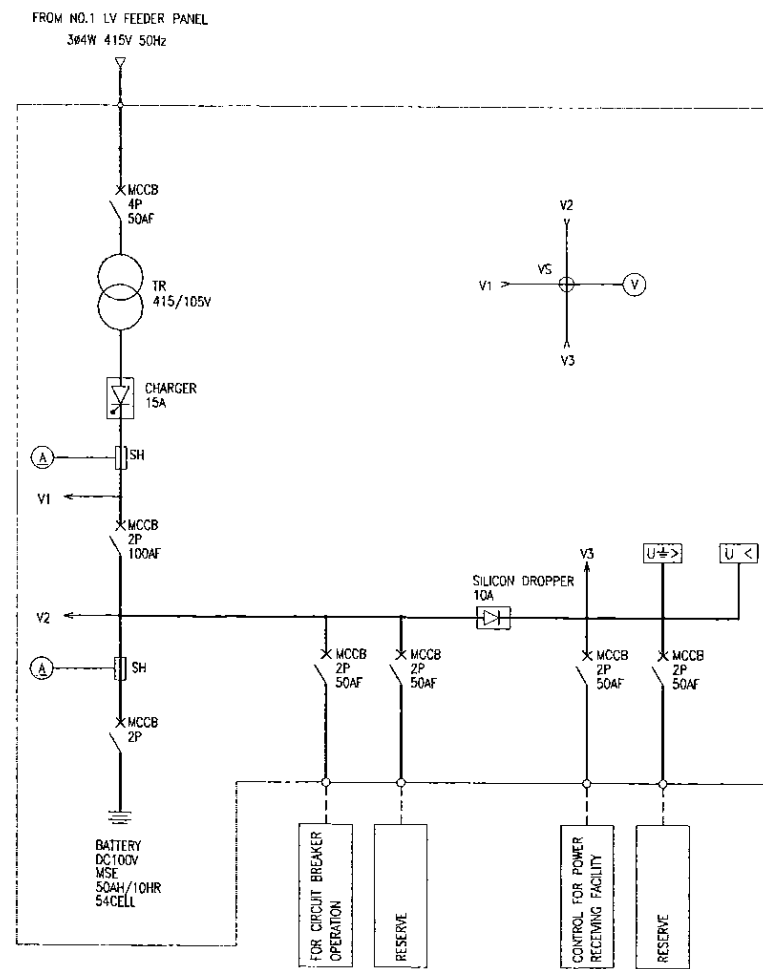 FROM NO.1 LV FEEDER PANEL
3ø4W 415V 50Hz
MCCB
4P
50AF
TR
415/105V
CHARGER
15A
A
SH
V1
MCCB
2P
100AF
V2
VS
V1
V
V3
V2
A
SH
MCCB
2P
BATTERY
DC100V
MSE
50AH/10HR
54CELL
MCCB
2P
50AF
MCCB
2P
50AF
SILICON DROPPER
10A
V3
U⏚>
U <
MCCB
2P
50AF
MCCB
2P
50AF
FOR CIRCUIT BREAKER
OPERATION
RESERVE
CONTROL FOR POWER
RECEIVING FACILITY
RESERVE